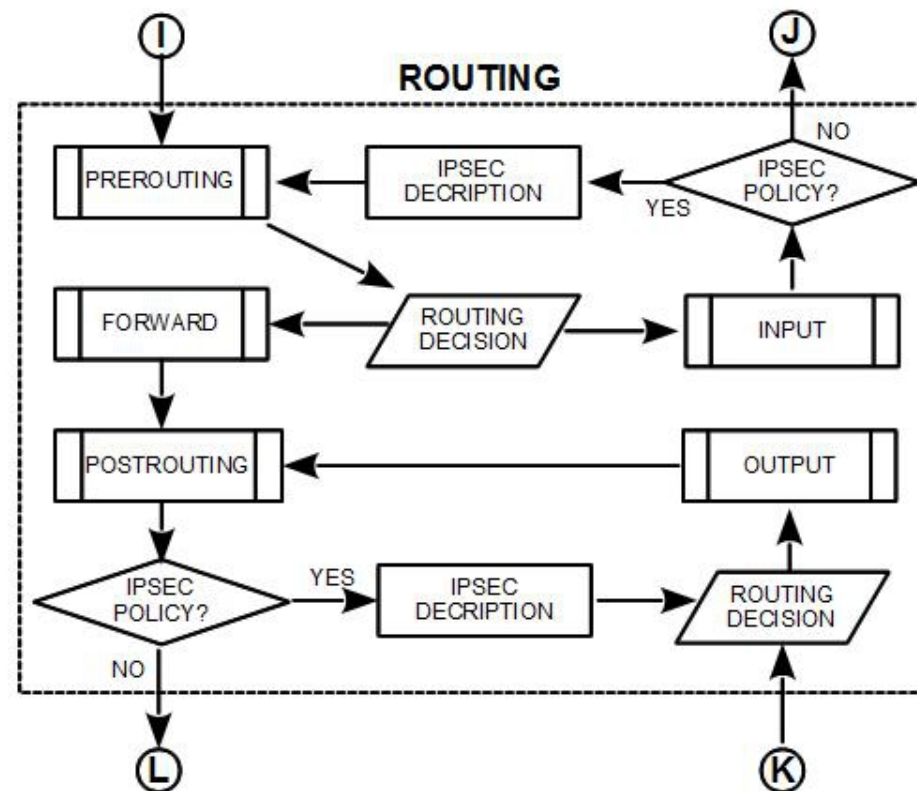 I
J
ROUTING
NO
PREROUTING
IPSEC
DECRIPTION
IPSEC
POLICY?
YES
FORWARD
ROUTING
DECISION
INPUT
POSTROUTING
OUTPUT
IPSEC
POLICY?
YES
IPSEC
DECRIPTION
ROUTING
DECISION
NO
L
K